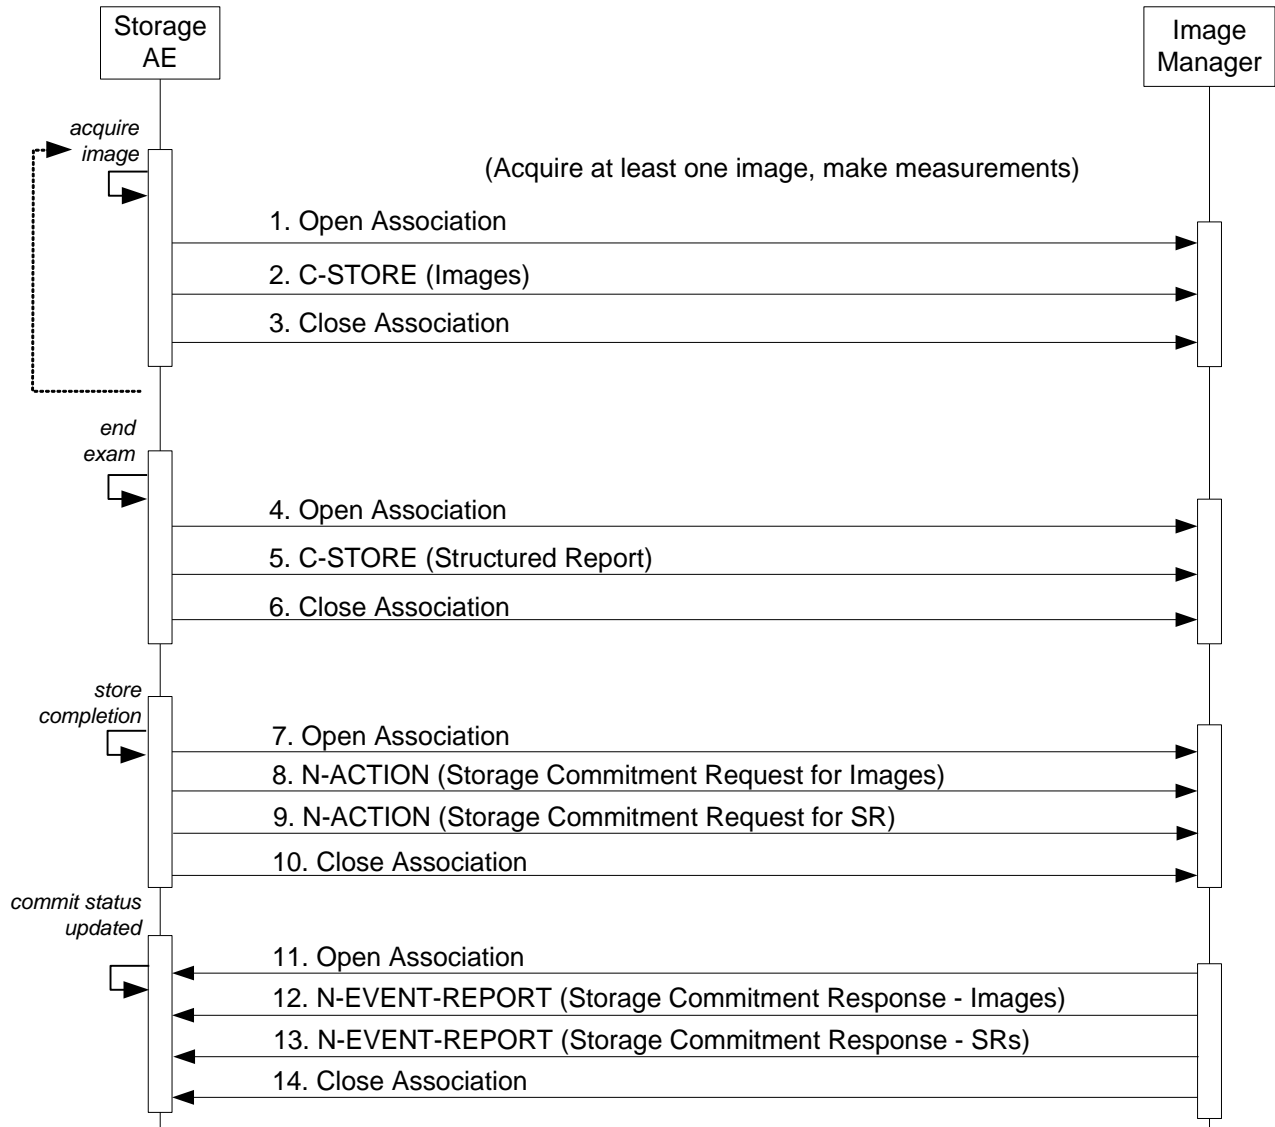 Storage
AE
Image
Manager
acquire
image
(Acquire at least one image, make measurements)
1. Open Association
2. C-STORE (Images)
3. Close Association
end
exam
4. Open Association
5. C-STORE (Structured Report)
6. Close Association
store
completion
7. Open Association
8. N-ACTION (Storage Commitment Request for Images)
9. N-ACTION (Storage Commitment Request for SR)
10. Close Association
commit status
updated
11. Open Association
12. N-EVENT-REPORT (Storage Commitment Response - Images)
13. N-EVENT-REPORT (Storage Commitment Response - SRs)
14. Close Association